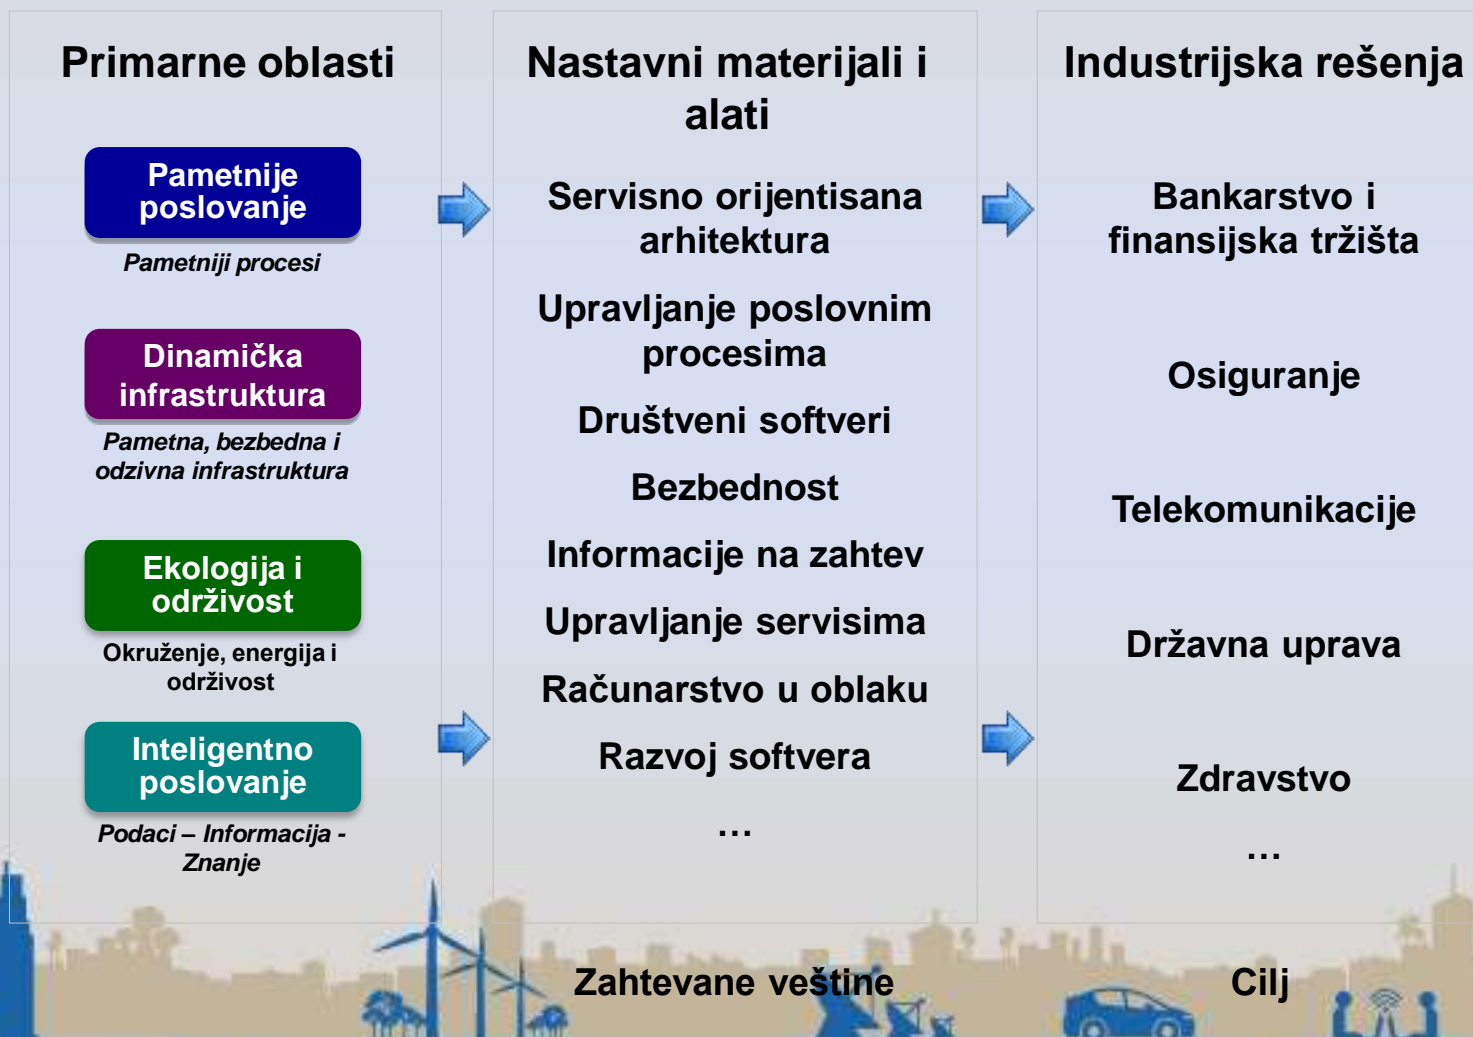 Primarne oblasti
Pametnije
poslovanje
Pametniji procesi
Dinamička
infrastruktura
Pametna, bezbedna i
odzivna infrastruktura
Ekologija i
održivost
Okruženje, energija i
održivost
Inteligentno
poslovanje
Podaci – Informacija -
Znanje
Nastavni materijali i
alati
Servisno orijentisana
arhitektura
Upravljanje poslovnim
procesima
Društveni softveri
Bezbednost
Informacije na zahtev
Upravljanje servisima
Računarstvo u oblaku
Razvoj softvera
…
Zahtevane veštine
Industrijska rešenja
Bankarstvo i
finansijska tržišta
Osiguranje
Telekomunikacije
Državna uprava
Zdravstvo
…
Cilj